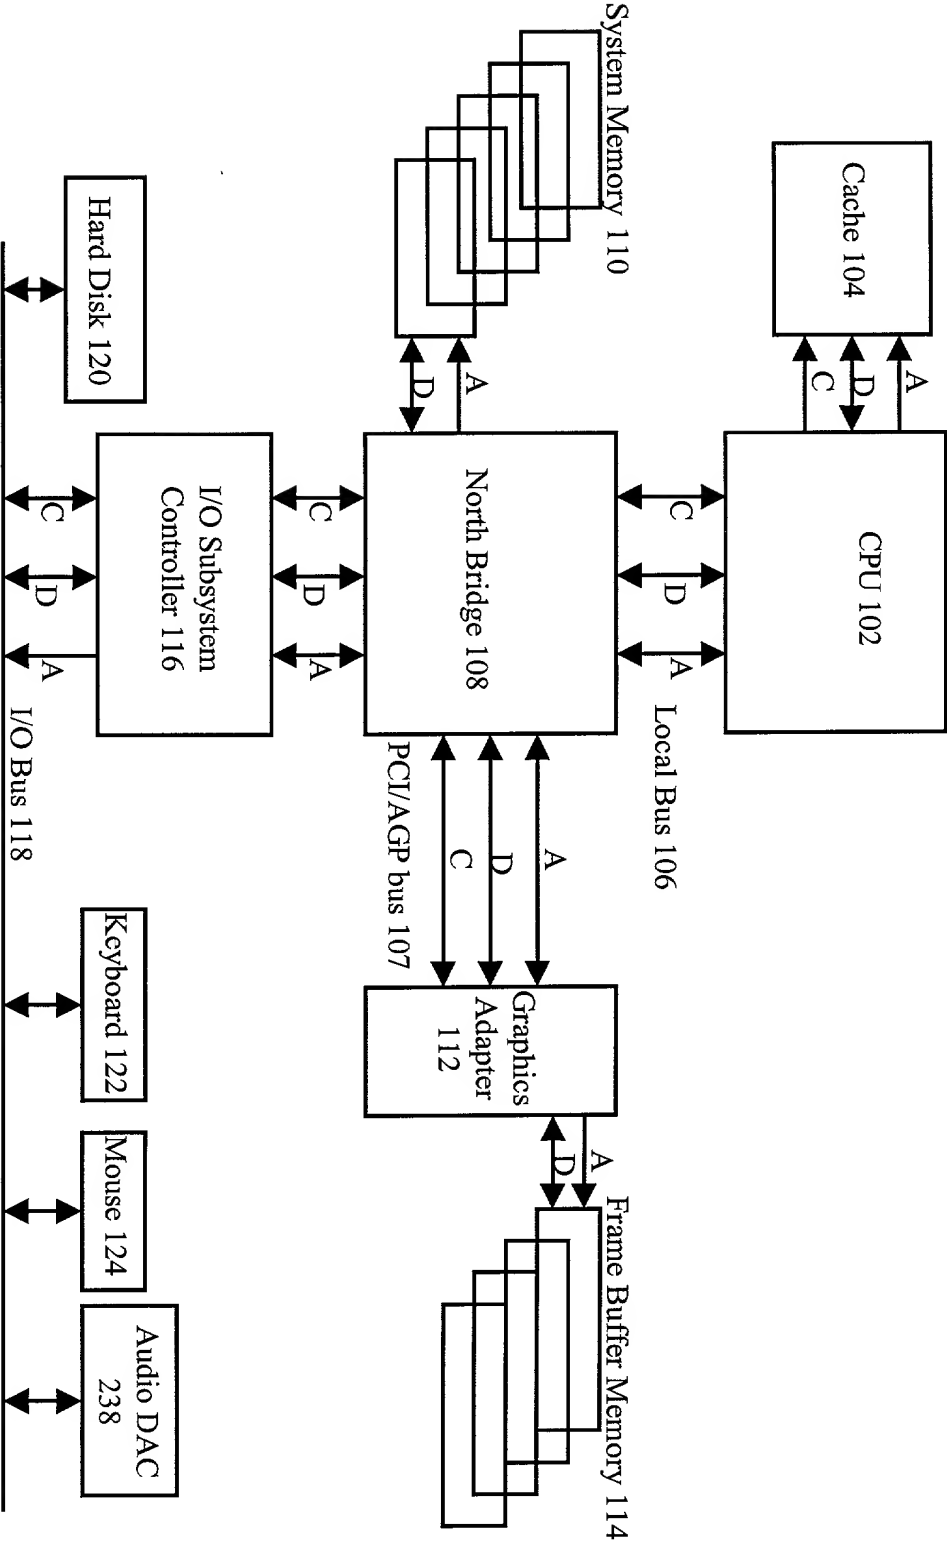 Cache 104
A
D
C
CPU 102
C
D
A
Local Bus 106
System Memory 110
A
D
North Bridge 108
A
D
C
PCI/AGP bus 107
Graphics
Adapter
112
A
D
Frame Buffer Memory 114
C
D
A
I/O Subsystem
Controller 116
Hard Disk 120
C
D
A
I/O Bus 118
Keyboard 122
Mouse 124
Audio DAC
238